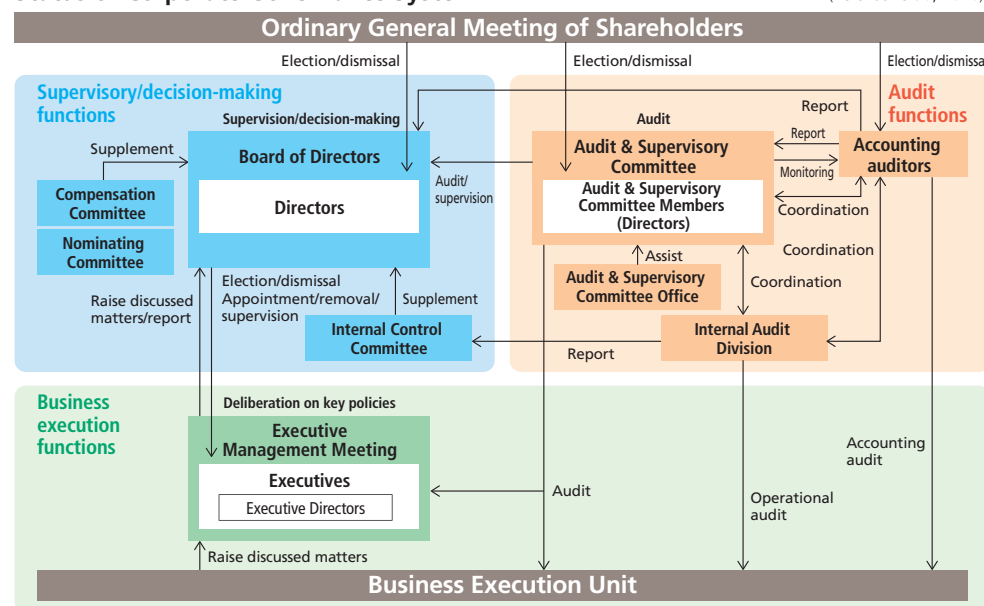 Ordinary General Meeting of Shareholders
Election/dismissal
Election/dismissal
Election/dismissal
Supervisory/decision-making
functions
Audit
functions
Supervision/decision-making
Audit
Report
Report
Supplement
Board of Directors
Audit & Supervisory
Committee
Accounting
auditors
Monitoring
Compensation
Committee
Directors
Audit/
supervision
Audit & Supervisory
Committee Members
(Directors)
Coordination
Nominating
Committee
Assist
Coordination
Raise discussed
matters/report
Election/dismissal
Appointment/removal/
supervision
Supplement
Audit & Supervisory
Committee Office
Coordination
Internal Control
Committee
Report
Internal Audit
Division
Business
execution
functions
Deliberation on key policies
Executive
Management Meeting
Executives
Executive Directors
Audit
Operational
audit
Accounting
audit
Raise discussed matters
Business Execution Unit